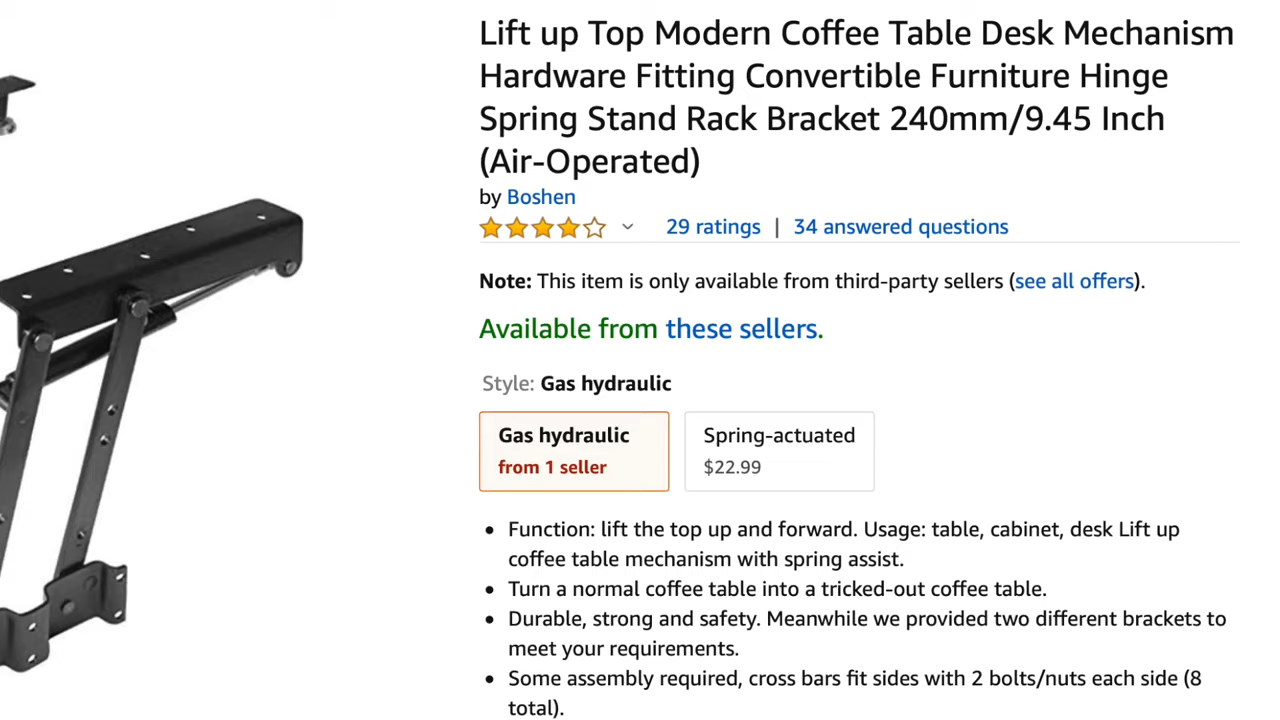 Lift up Top Modern Coffee Table Desk Mechanism
Hardware Fitting Convertible Furniture Hinge
Spring Stand Rack Bracket 240mm/9.45 Inch
(Air-Operated)
by Boshen
29 ratings | 34 answered questions
Note: This item is only available from third-party sellers (see all offers).
Available from these sellers.
Style: Gas hydraulic
Gas hydraulic
from 1 seller
Spring-actuated
$22.99
• Function: lift the top up and forward. Usage: table, cabinet, desk Lift up
coffee table mechanism with spring assist.
• Turn a normal coffee table into a tricked-out coffee table.
• Durable, strong and safety. Meanwhile we provided two different brackets to
meet your requirements.
• Some assembly required, cross bars fit sides with 2 bolts/nuts each side (8
total).